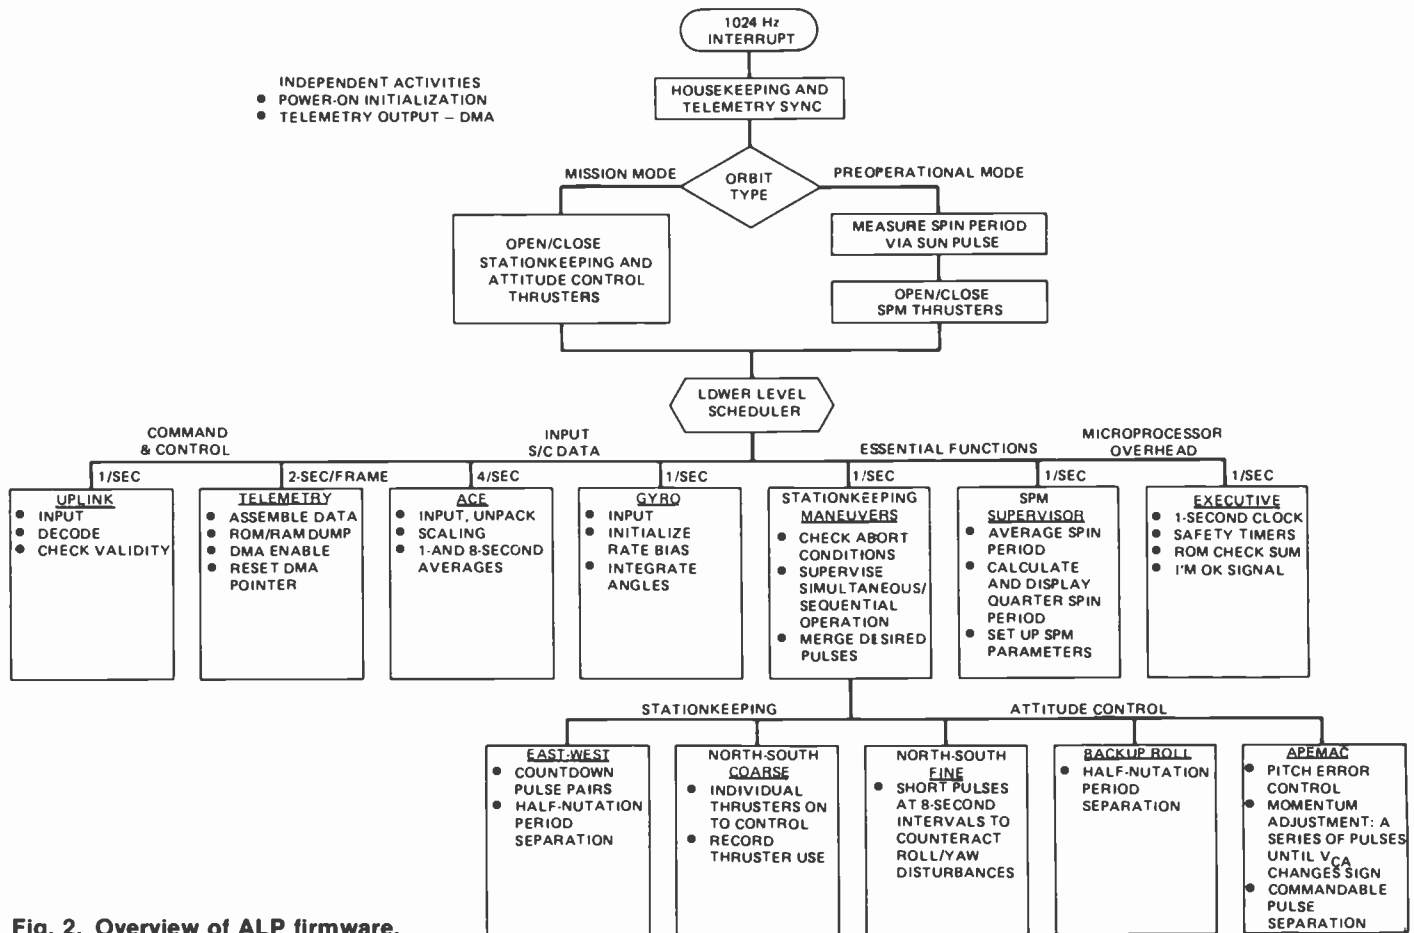 1024 Hz
INTERRUPT
INDEPENDENT ACTIVITIES
● POWER-ON INITIALIZATION
● TELEMETRY OUTPUT – DMA
HOUSEKEEPING AND
TELEMETRY SYNC
MISSION MODE
ORBIT
TYPE
PREOPERATIONAL MODE
OPEN/CLOSE
STATIONKEEPING AND
ATTITUDE CONTROL
THRUSTERS
MEASURE SPIN PERIOD
VIA SUN PULSE
OPEN/CLOSE
SPM THRUSTERS
LDWER LEVEL
SCHEDULER
COMMAND
& CONTROL
INPUT
S/C DATA
ESSENTIAL FUNCTIONS
MICROPROCESSOR
OVERHEAD
1/SEC
UPLINK
● INPUT
● DECODE
● CHECK VALIDITY
2-SEC/FRAME
TELEMETRY
● ASSEMBLE DATA
● ROM/RAM DUMP
● DMA ENABLE
● RESET DMA
POINTER
4/SEC
ACE
● INPUT, UNPACK
● SCALING
● 1-AND 8-SECOND
AVERAGES
1/SEC
GYRO
● INPUT
● INITIALIZE
RATE BIAS
● INTEGRATE
ANGLES
1/SEC
STATIONKEEPING
MANEUVERS
● CHECK ABORT
CONDITIONS
● SUPERVISE
SIMULTANEOUS/
SEQUENTIAL
OPERATION
● MERGE DESIRED
PULSES
1/SEC
SPM
SUPERVISOR
● AVERAGE SPIN
PERIOD
● CALCULATE
AND DISPLAY
QUARTER SPIN
PERIOD
● SET UP SPM
PARAMETERS
1/SEC
EXECUTIVE
● 1-SECOND CLOCK
● SAFETY TIMERS
● ROM CHECK SUM
● I'M OK SIGNAL
STATIONKEEPING
ATTITUDE CONTROL
EAST-WEST
● COUNTDOWN
PULSE PAIRS
● HALF-NUTATION
PERIOD
SEPARATION
NORTH-SOUTH
COARSE
● INDIVIDUAL
THRUSTERS ON
TO CONTROL
● RECORD
THRUSTER USE
NORTH-SOUTH
FINE
● SHORT PULSES
AT 8-SECOND
INTERVALS TO
COUNTERACT
ROLL/YAW
DISTURBANCES
BACKUP ROLL
● HALF-NUTATION
PERIOD
SEPARATION
APEMAC
● PITCH ERROR
CONTROL
● MOMENTUM
ADJUSTMENT: A
SERIES OF PULSES
UNTIL VCA
CHANGES SIGN
● COMMANDABLE
PULSE
SEPARATION
Fig. 2. Overview of ALP firmware.